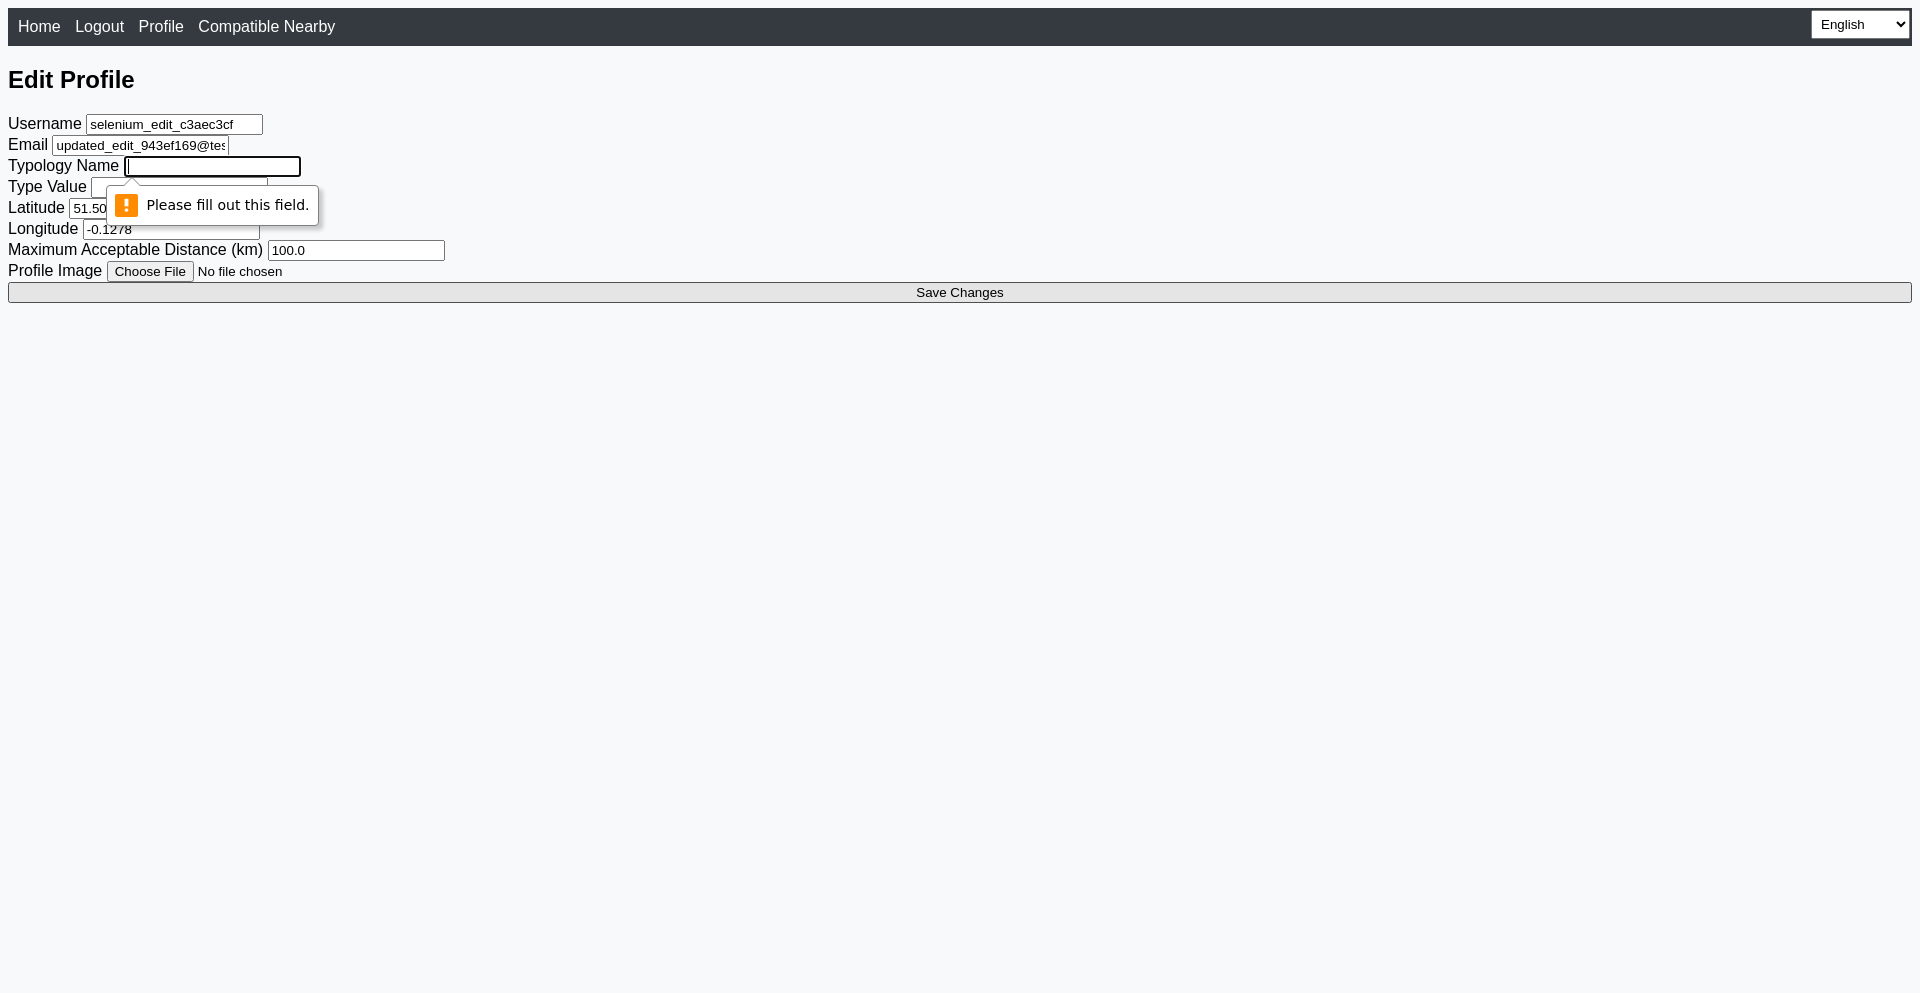 Home Logout Profile Compatible Nearby English
Edit Profile
Username selenium_edit_c3aec3cf
Email updated_edit_943ef169@tes
Typology Name
Type Value
Please fill out this field.
Latitude 51.50
Longitude -0.1278
Maximum Acceptable Distance (km) 100.0
Profile Image Choose File No file chosen
Save Changes